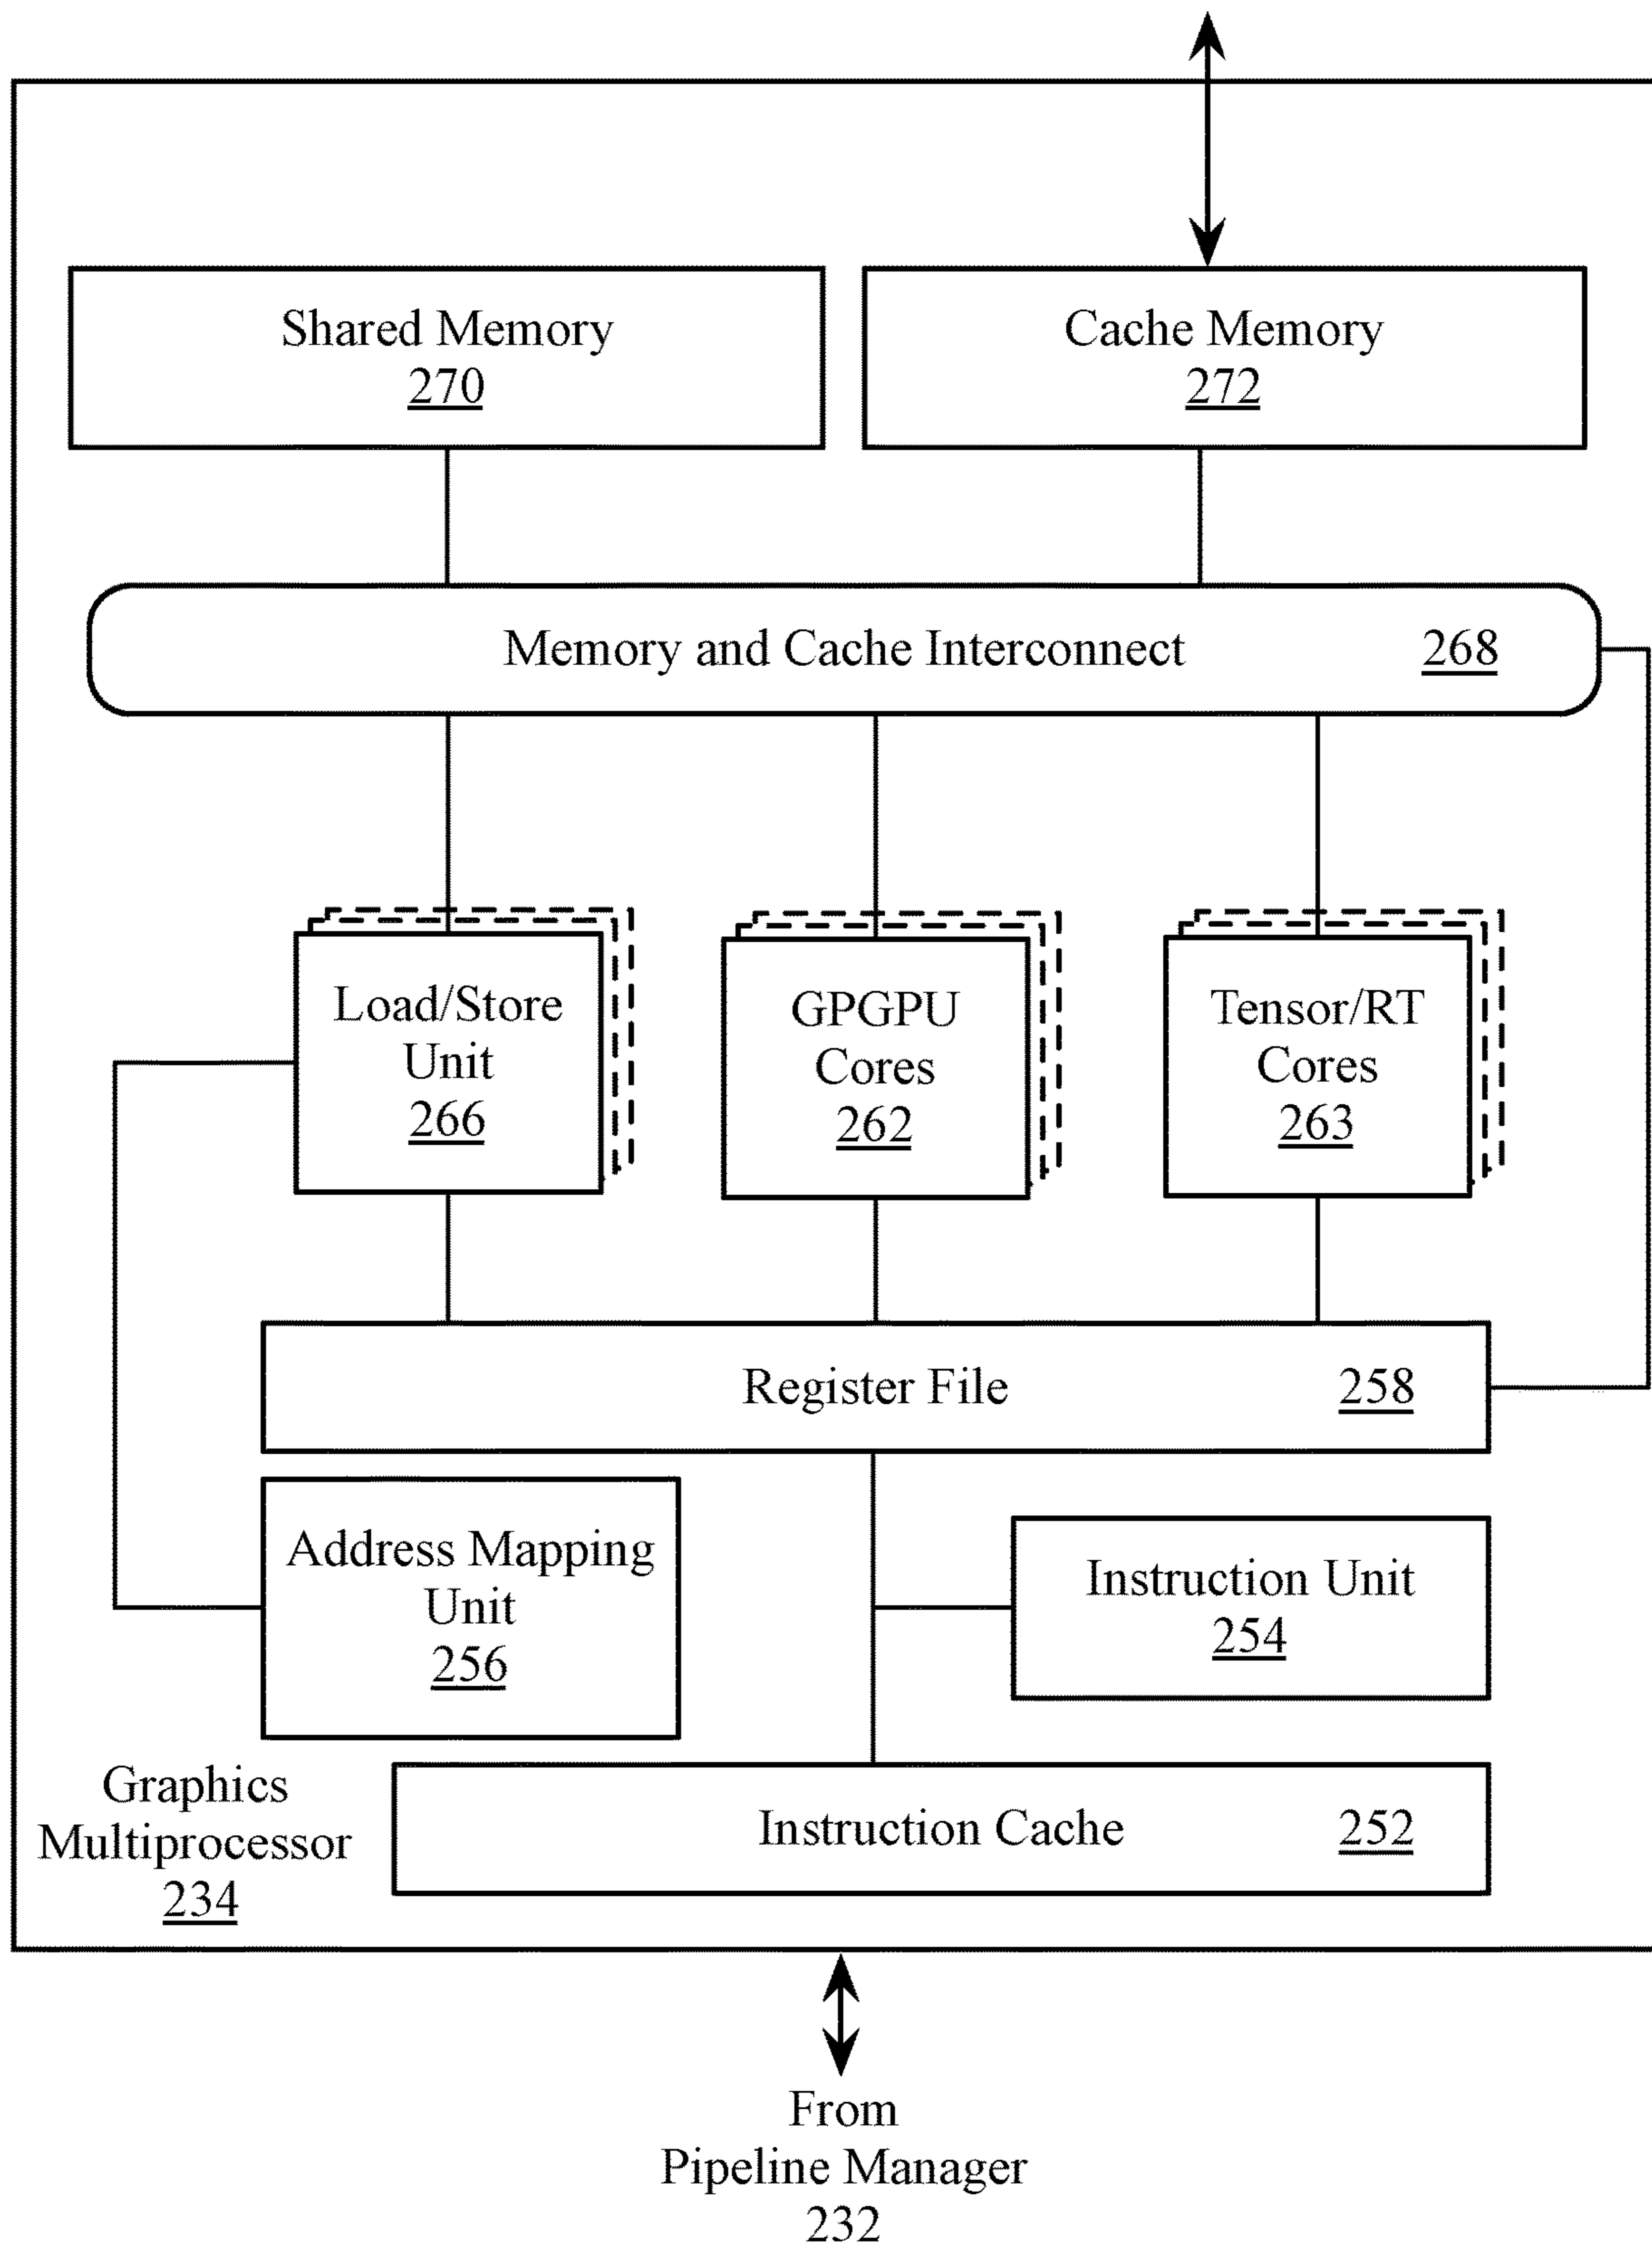 Shared Memory
270
Cache Memory
272
Memory and Cache Interconnect 268
Load/Store
Unit
266
GPGPU
Cores
262
Tensor/RT
Cores
263
Register File 258
Address Mapping
Unit
256
Instruction Unit
254
Graphics
Multiprocessor
234
Instruction Cache 252
From
Pipeline Manager
232